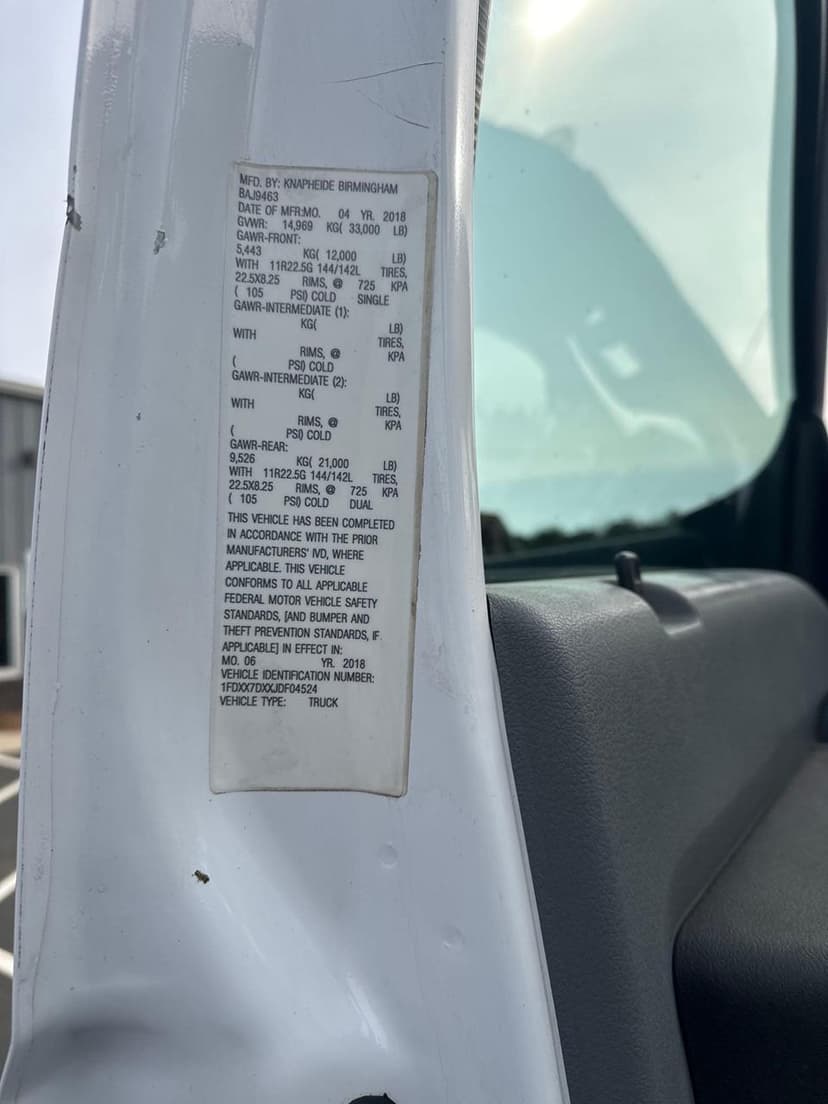 MFD. BY: KNAPHEIDE BIRMINGHAM
BAJ9463
DATE OF MFR:MO. 04 YR. 2018
GVWR: 14,969 KG( 33,000 LB)
GAWR-FRONT:
5,443 KG( 12,000 LB)
WITH 11R22.5G 144/142L TIRES,
22.5X8.25 RIMS, @ 725 KPA
( 105 PSI) COLD SINGLE
GAWR-INTERMEDIATE (1):
KG( LB)
WITH TIRES,
RIMS, @ KPA
( PSI) COLD
GAWR-INTERMEDIATE (2):
KG( LB)
WITH TIRES,
RIMS, @ KPA
( PSI) COLD
GAWR-REAR:
9,526 KG( 21,000 LB)
WITH 11R22.5G 144/142L TIRES,
22.5X8.25 RIMS, @ 725 KPA
( 105 PSI) COLD DUAL
THIS VEHICLE HAS BEEN COMPLETED
IN ACCORDANCE WITH THE PRIOR
MANUFACTURERS' IVD, WHERE
APPLICABLE. THIS VEHICLE
CONFORMS TO ALL APPLICABLE
FEDERAL MOTOR VEHICLE SAFETY
STANDARDS, [AND BUMPER AND
THEFT PREVENTION STANDARDS, IF
APPLICABLE] IN EFFECT IN:
MO. 06 YR. 2018
VEHICLE IDENTIFICATION NUMBER:
1FDXX7DXXJDF04524
VEHICLE TYPE: TRUCK